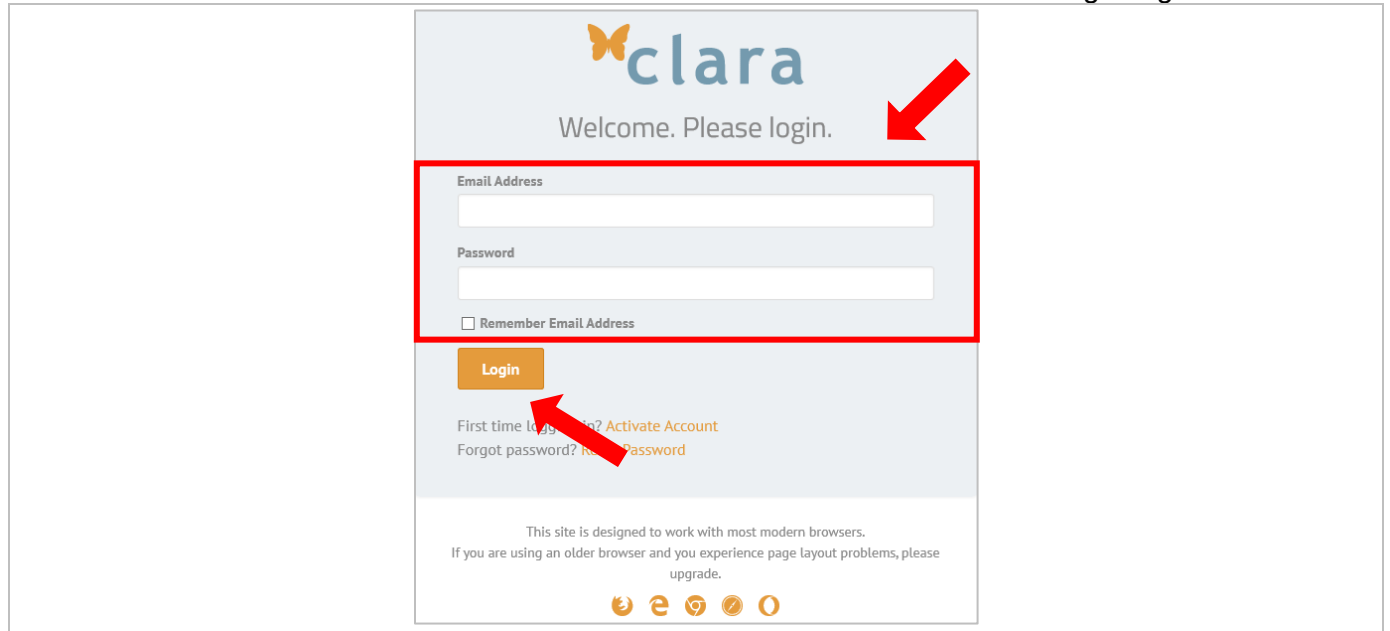 clara
Welcome. Please login.
Email Address
Password
Remember Email Address
Login
First time Activate Account
Forgot password? Password
This site is designed to work with most modern browsers.
If you are using an older browser and you experience page layout problems, please
upgrade.